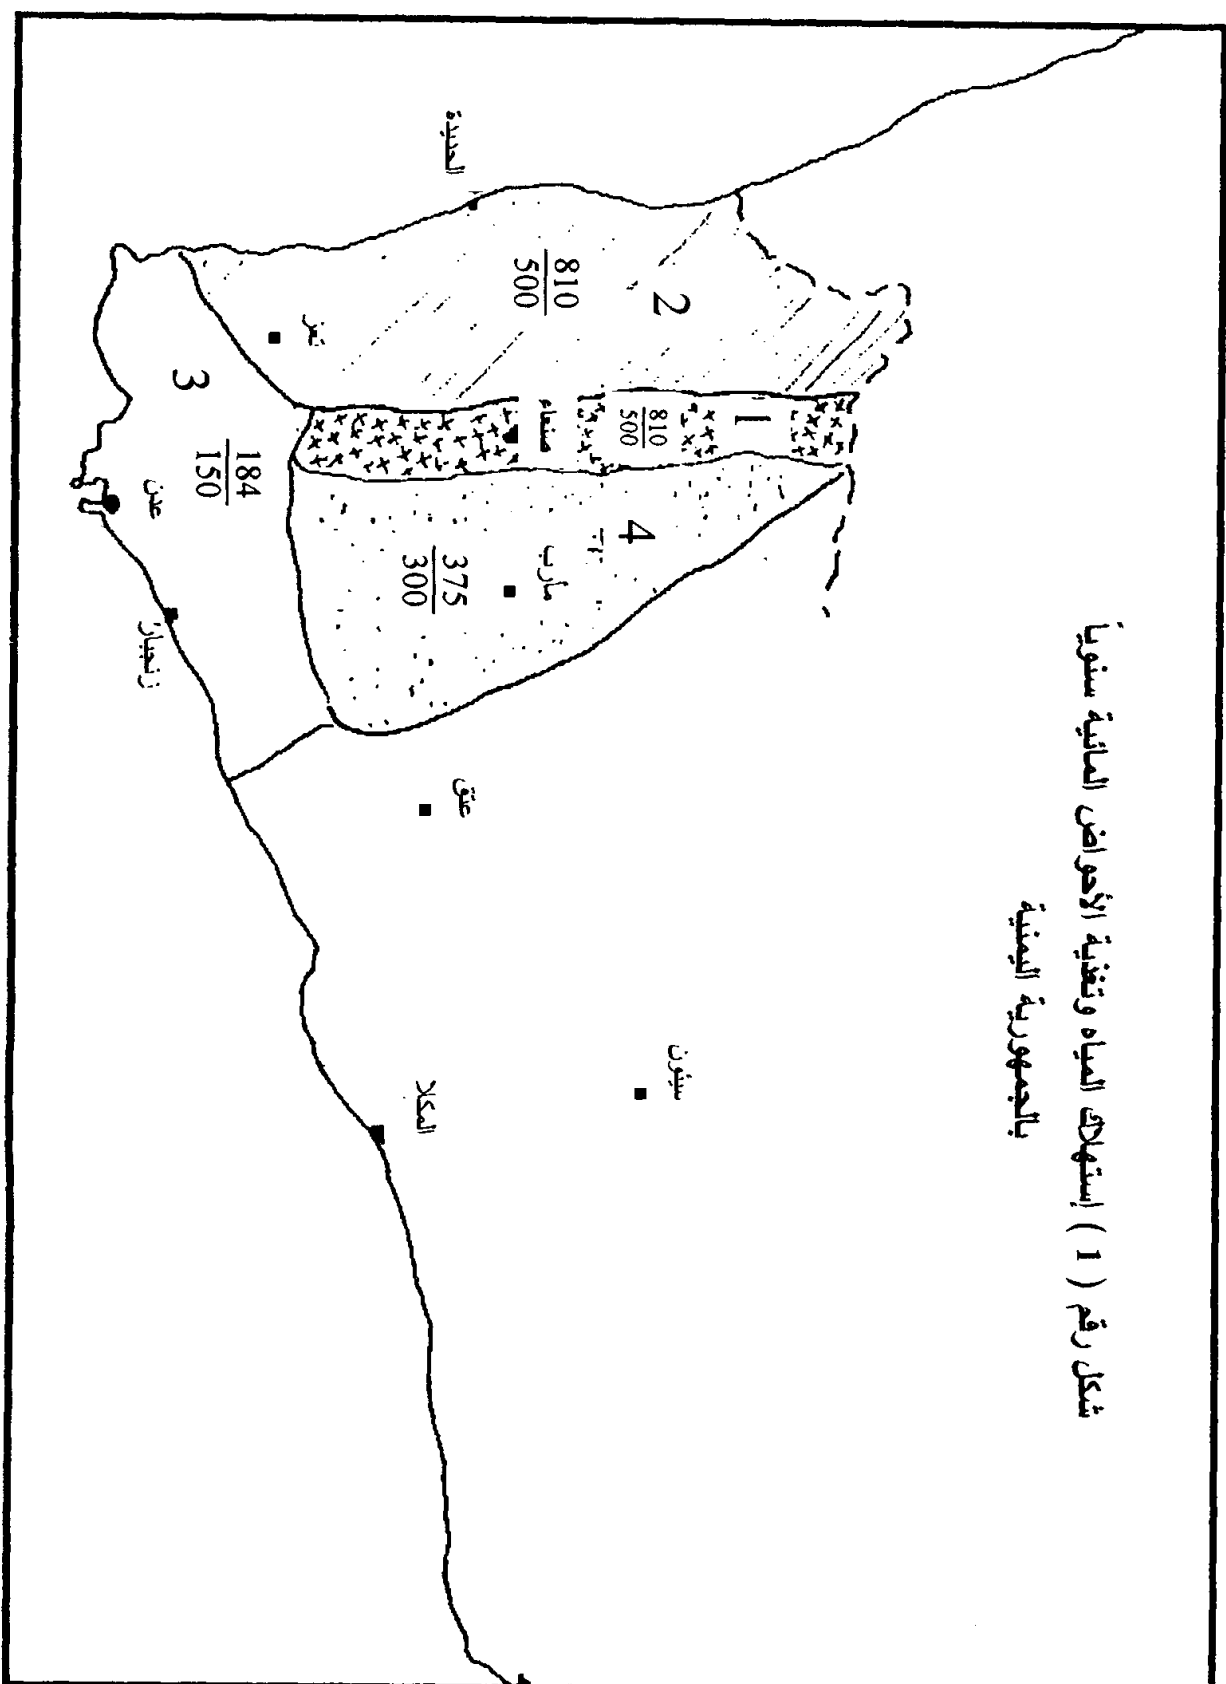 شكل رقم ( 1 ) إستهلاك المياه وتغذية الأحواض المائية سنوياً
بالجمهورية اليمنية
1
810
500
2
810
500
3
184
150
4
375
300
الحديدة
تعز
صنعاء
مأرب
عدن
زنجبار
عتق
سيئون
المكلا